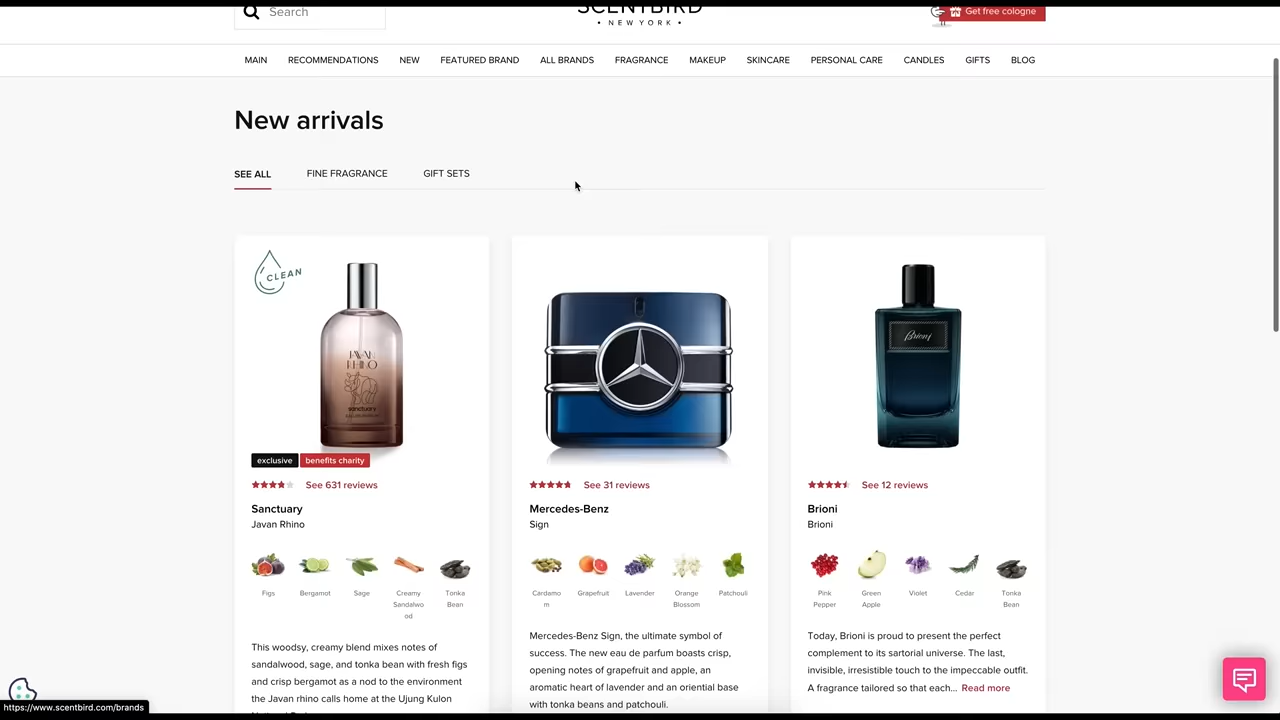 Search
SCENTBIRD
• NEW YORK •
Get free cologne
MAIN RECOMMENDATIONS NEW FEATURED BRAND ALL BRANDS FRAGRANCE MAKEUP SKINCARE PERSONAL CARE CANDLES GIFTS BLOG
New arrivals
SEE ALL FINE FRAGRANCE GIFT SETS
CLEAN
JAVAN
RHINO
sanctuary
exclusive benefits charity
See 631 reviews
Sanctuary
Javan Rhino
Figs Bergamot Sage Creamy Sandalwo od Tonka Bean
This woodsy, creamy blend mixes notes of
sandalwood, sage, and tonka bean with fresh figs
and crisp bergamot as a nod to the environment
the Javan rhino calls home at the Ujung Kulon
See 31 reviews
Mercedes-Benz
Sign
Cardamo m Grapefruit Lavender Orange Blossom Patchouli
Mercedes-Benz Sign, the ultimate symbol of
success. The new eau de parfum boasts crisp,
opening notes of grapefruit and apple, an
aromatic heart of lavender and an oriential base
with tonka beans and patchouli.
Brioni
See 12 reviews
Brioni
Brioni
Pink Pepper Green Apple Violet Cedar Tonka Bean
Today, Brioni is proud to present the perfect
complement to its sartorial universe. The last,
invisible, irresistible touch to the impeccable outfit.
A fragrance tailored so that each... Read more
https://www.scentbird.com/brands